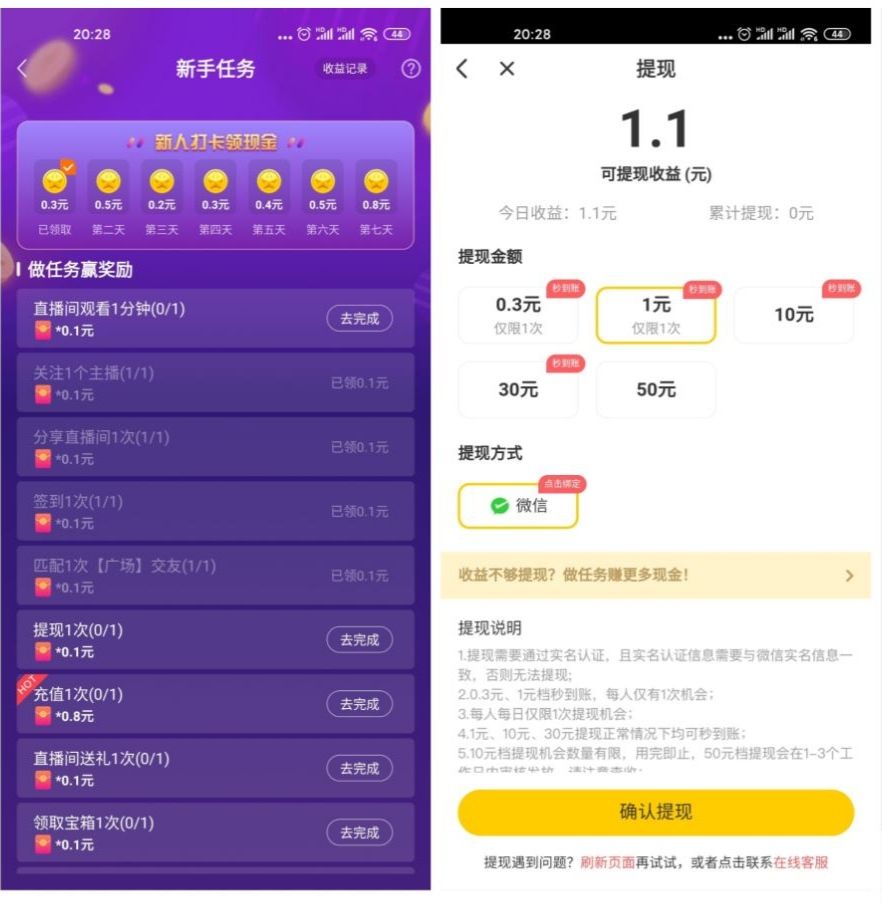 20:28
44
新手任务
收益记录
?
新人打卡领现金
0.3元
0.5元
0.2元
0.3元
0.4元
0.5元
0.8元
已领取
第二天
第三天
第四天
第五天
第六天
第七天
做任务赢奖励
直播间观看1分钟(0/1)
*0.1元
去完成
关注1个主播(1/1)
*0.1元
已领0.1元
分享直播间1次(1/1)
*0.1元
已领0.1元
签到1次(1/1)
*0.1元
已领0.1元
匹配1次【广场】交友(1/1)
*0.1元
已领0.1元
提现1次(0/1)
*0.1元
去完成
HOT
充值1次(0/1)
*0.8元
去完成
直播间送礼1次(0/1)
*0.1元
去完成
领取宝箱1次(0/1)
*0.1元
去完成
20:28
44
提现
1.1
可提现收益 (元)
今日收益：1.1元
累计提现：0元
提现金额
秒到账
0.3元
仅限1次
秒到账
1元
仅限1次
秒到账
10元
秒到账
30元
50元
提现方式
点击绑定
微信
收益不够提现？做任务赚更多现金！
提现说明
1.提现需要通过实名认证，且实名认证信息需要与微信实名信息一
致，否则无法提现;
2.0.3元、1元档秒到账，每人仅有1次机会；
3.每人每日仅限1次提现机会；
4.1元、10元、30元提现正常情况下均可秒到账；
5.10元档提现机会数量有限，用完即止，50元档提现会在1-3个工
确认提现
提现遇到问题？刷新页面再试试，或者点击联系在线客服